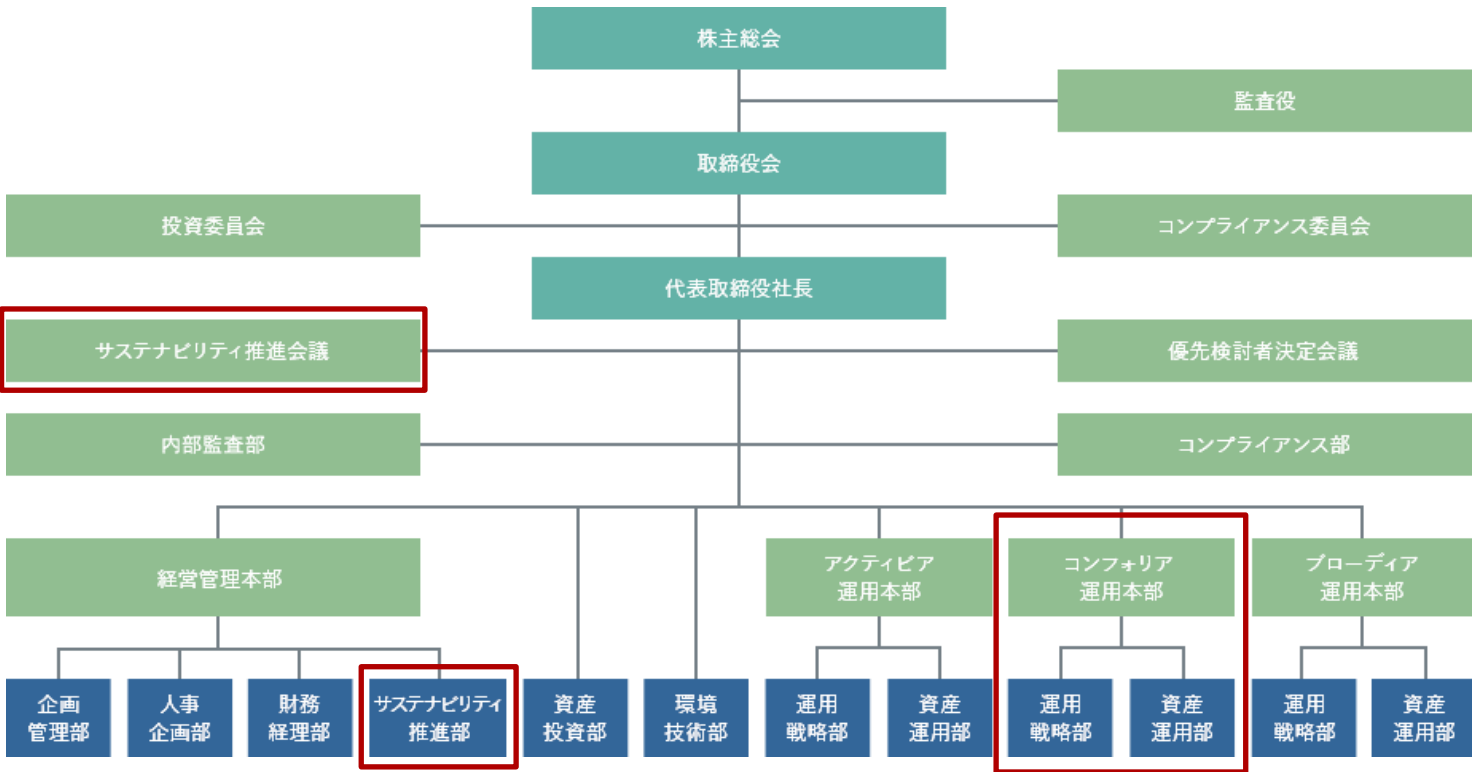 株主総会
監査役
取締役会
投資委員会
コンプライアンス委員会
代表取締役社長
サステナビリティ推進会議
優先検討者決定会議
内部監査部
コンプライアンス部
経営管理本部
アクティビア
運用本部
コンフォリア
運用本部
ブローディア
運用本部
企画
管理部
人事
企画部
財務
経理部
サステナビリティ
推進部
資産
投資部
環境
技術部
運用
戦略部
資産
運用部
運用
戦略部
資産
運用部
運用
戦略部
資産
運用部